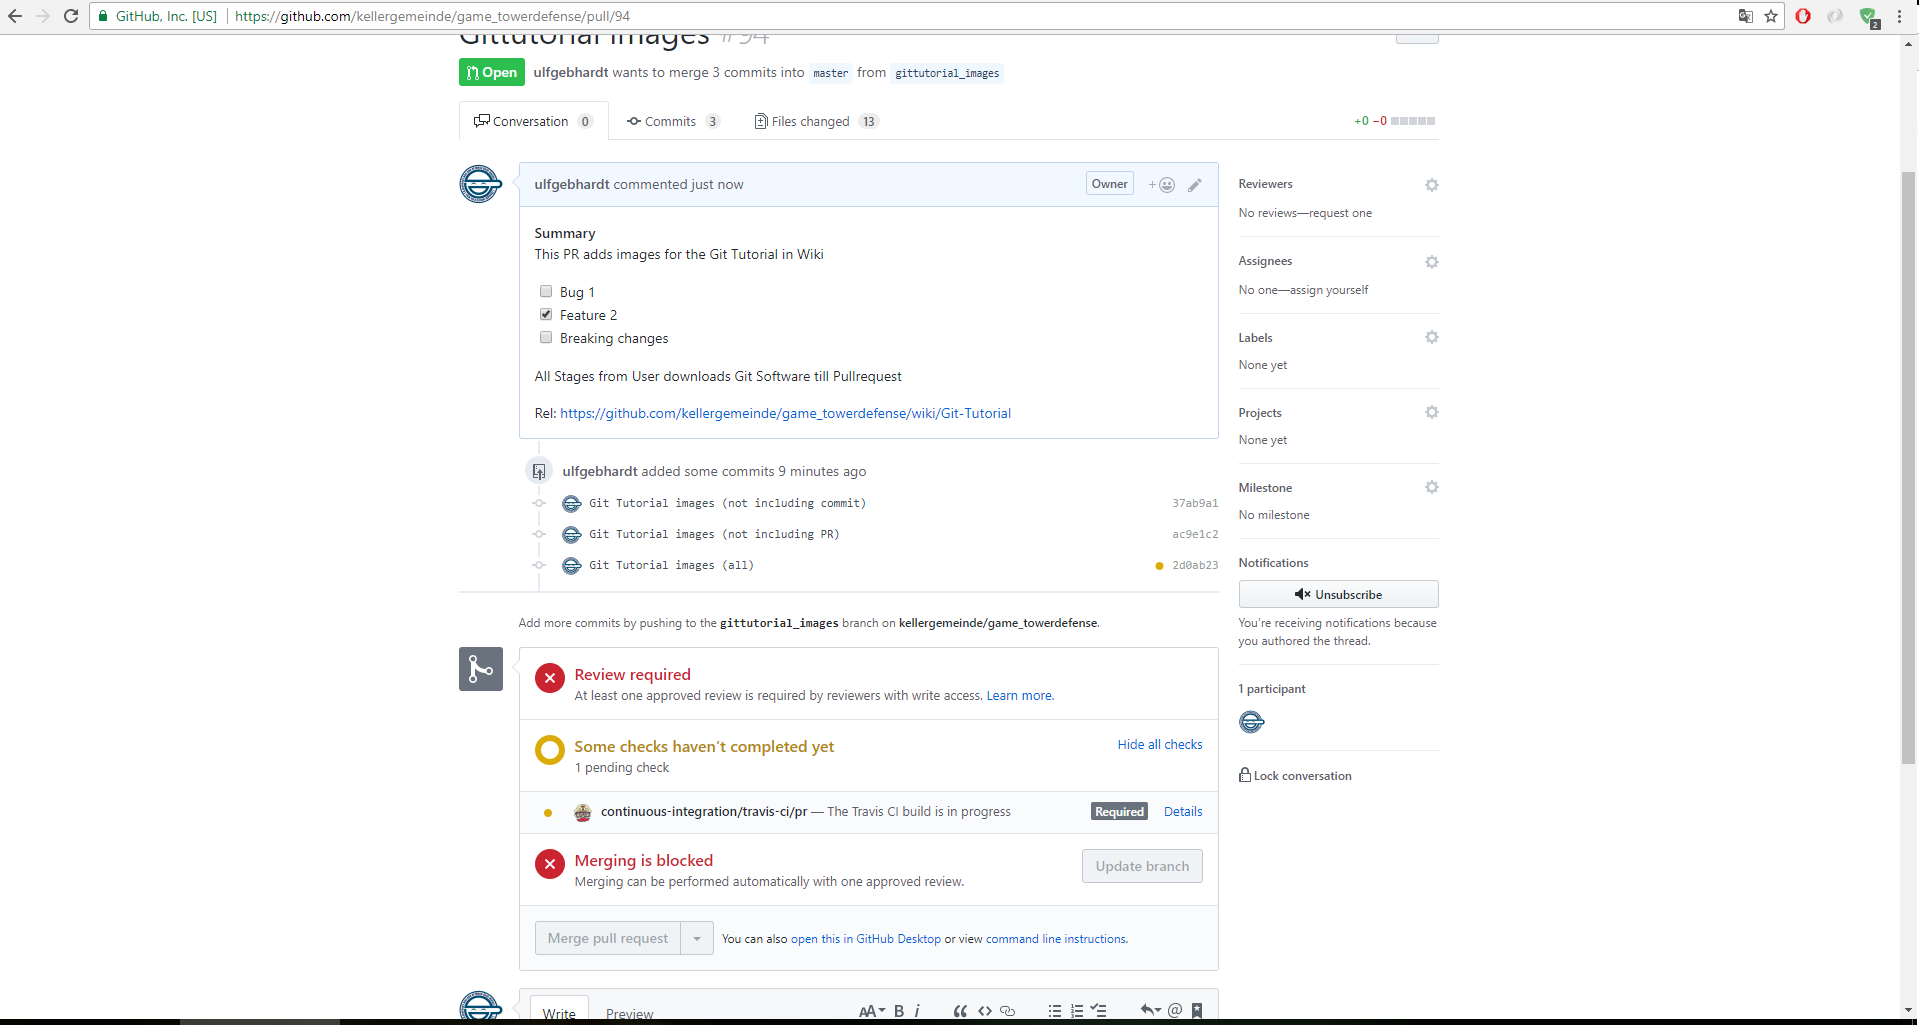 GitHub, Inc. [US]
https://github.com/kellergemeinde/game_towerdefense/pull/94
2
Gittutorial images #94
Open
ulfgebhardt wants to merge 3 commits into master from gittutorial_images
Conversation 0
Commits 3
Files changed 13
+0 −0
ulfgebhardt commented just now
Owner
Summary
This PR adds images for the Git Tutorial in Wiki
Bug 1
Feature 2
Breaking changes
All Stages from User downloads Git Software till Pullrequest
Rel: https://github.com/kellergemeinde/game_towerdefense/wiki/Git-Tutorial
ulfgebhardt added some commits 9 minutes ago
Git Tutorial images (not including commit) 37ab9a1
Git Tutorial images (not including PR) ac9e1c2
Git Tutorial images (all) 2d0ab23
Add more commits by pushing to the gittutorial_images branch on kellergemeinde/game_towerdefense.
Review required
At least one approved review is required by reviewers with write access. Learn more.
Some checks haven't completed yet
Hide all checks
1 pending check
continuous-integration/travis-ci/pr — The Travis CI build is in progress
Required
Details
Merging is blocked
Merging can be performed automatically with one approved review.
Update branch
Merge pull request
You can also open this in GitHub Desktop or view command line instructions.
Write
Preview
AA B i
Reviewers
No reviews—request one
Assignees
No one—assign yourself
Labels
None yet
Projects
None yet
Milestone
No milestone
Notifications
Unsubscribe
You're receiving notifications because
you authored the thread.
1 participant
Lock conversation